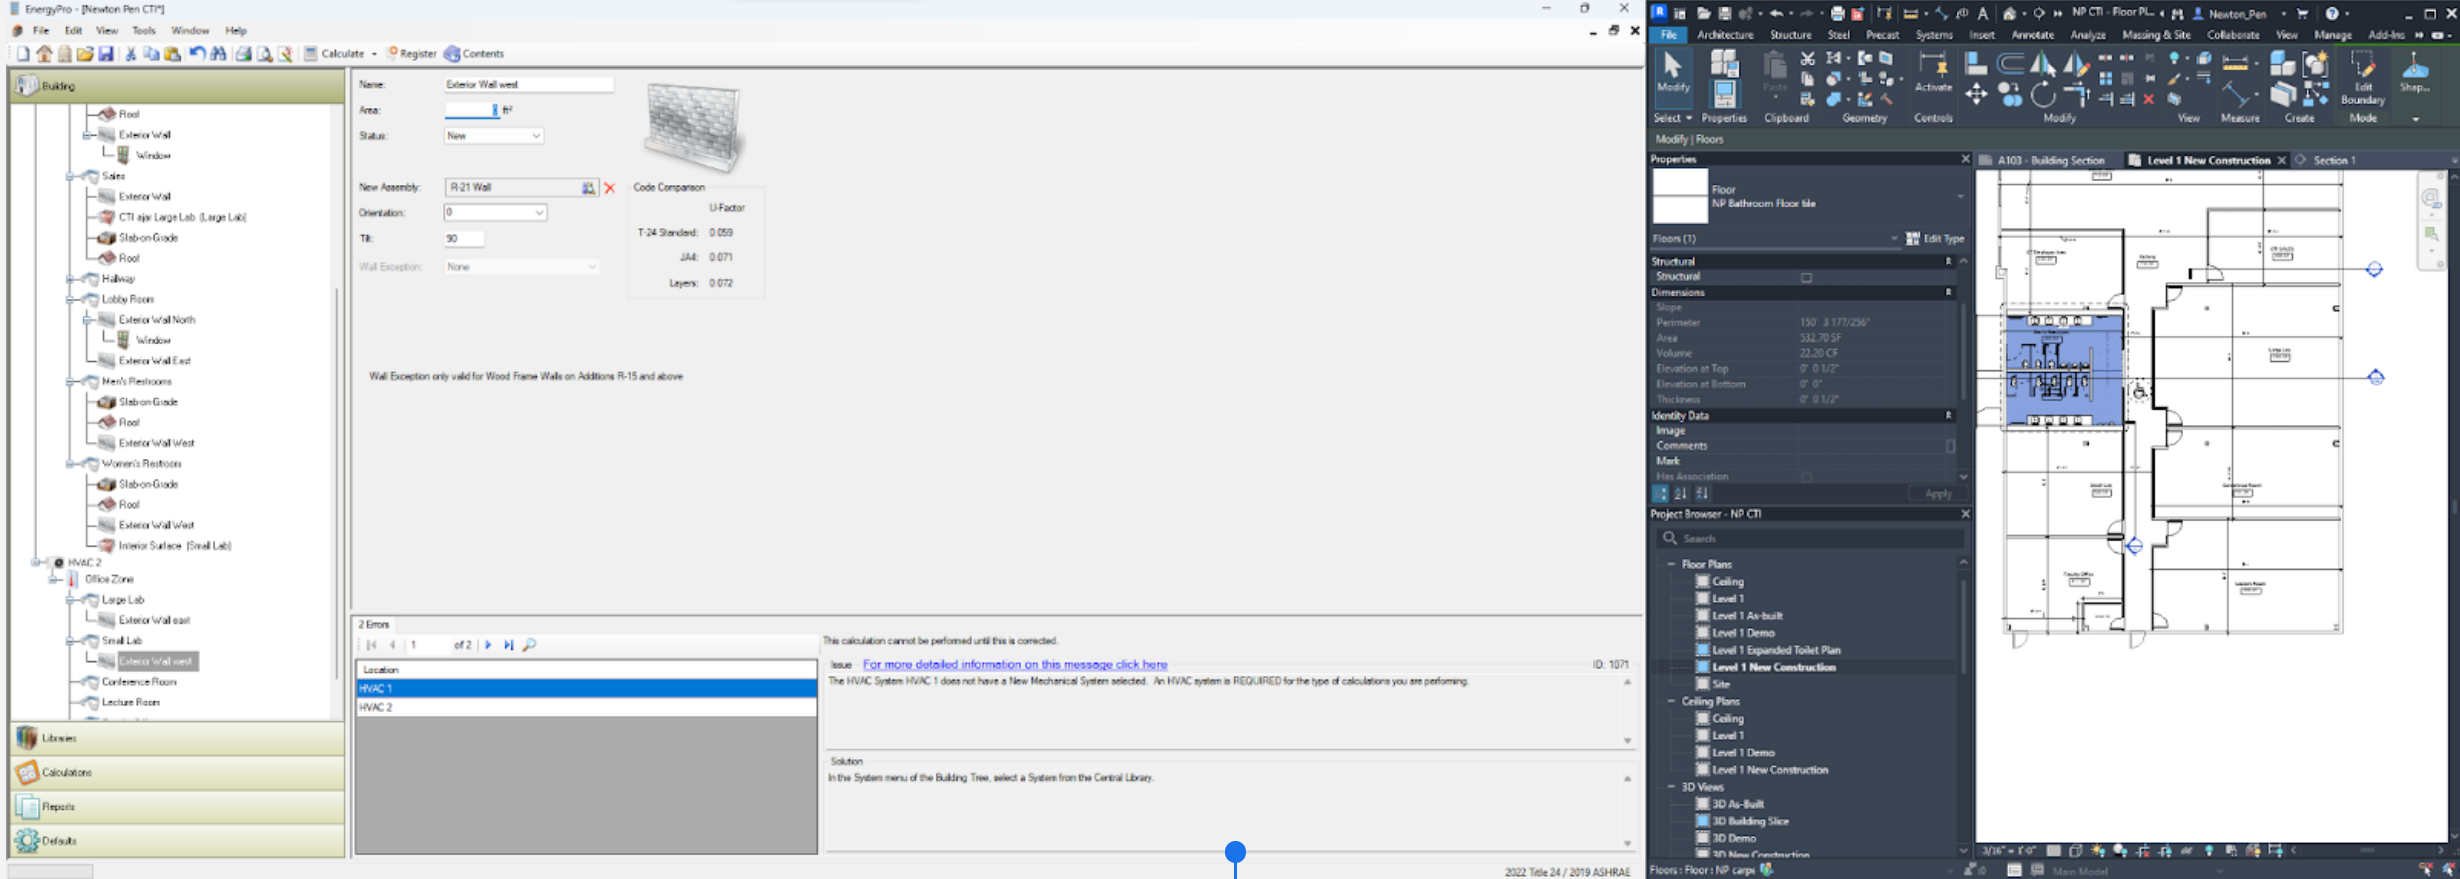 EnergyPro - [Newton Pen CTI*]
File Edit View Tools Window Help
Calculate Register Contents
Building
Roof
Exterior Wall
Window
Sales
Exterior Wall
CTI ajar Large Lab (Large Lab)
Slab-on-Grade
Roof
Hallway
Lobby Room
Exterior Wall North
Window
Exterior Wall East
Men's Restrooms
Slab-on-Grade
Roof
Exterior Wall West
Women's Restroom
Slab-on-Grade
Roof
Exterior Wall West
Interior Surface (Small Lab)
HVAC 2
Office Zone
Large Lab
Exterior Wall east
Small Lab
Exterior Wall west
Conference Room
Lecture Room
Libraries
Calculations
Reports
Defaults
Name: Exterior Wall west
Area: ft²
Status: New
New Assembly: R-21 Wall
Orientation: 0
Tilt: 90
Wall Exception: None
Code Comparison
U-Factor
T-24 Standard: 0.059
JA4: 0.071
Layers: 0.072
Wall Exception only valid for Wood Frame Walls on Additions R-15 and above
2 Errors
1 of 2
Location
HVAC 1
HVAC 2
This calculation cannot be performed until this is corrected.
Issue For more detailed information on this message click here ID: 1071
The HVAC System HVAC 1 does not have a New Mechanical System selected. An HVAC system is REQUIRED for the type of calculations you are performing.
Solution
In the System menu of the Building Tree, select a System from the Central Library.
2022 Title 24 / 2019 ASHRAE
NP CTI - Floor PL... Newton_Pen
File Architecture Structure Steel Precast Systems Insert Annotate Analyze Massing & Site Collaborate View Manage Add-Ins
Modify Paste Activate Edit Boundary Shap...
Select Properties Clipboard Geometry Controls Modify View Measure Create Mode
Modify | Floors
Properties
A103 - Building Section Level 1 New Construction Section 1
Floor
NP Bathroom Floor tile
Floors (1) Edit Type
Structural
Structural
Dimensions
Slope
Perimeter 150' 3 177/256"
Area 532.70 SF
Volume 22.20 CF
Elevation at Top 0' 0 1/2"
Elevation at Bottom 0' 0"
Thickness 0' 0 1/2"
Identity Data
Image
Comments
Mark
Has Association
Apply
Project Browser - NP CTI
Search
Floor Plans
Ceiling
Level 1
Level 1 As-built
Level 1 Demo
Level 1 Expanded Toilet Plan
Level 1 New Construction
Site
Ceiling Plans
Ceiling
Level 1
Level 1 Demo
Level 1 New Construction
3D Views
3D As-Built
3D Building Slice
3D Demo
3D New Construction
3/16" = 1'-0"
Floors : Floor : NP carpe
Main Model